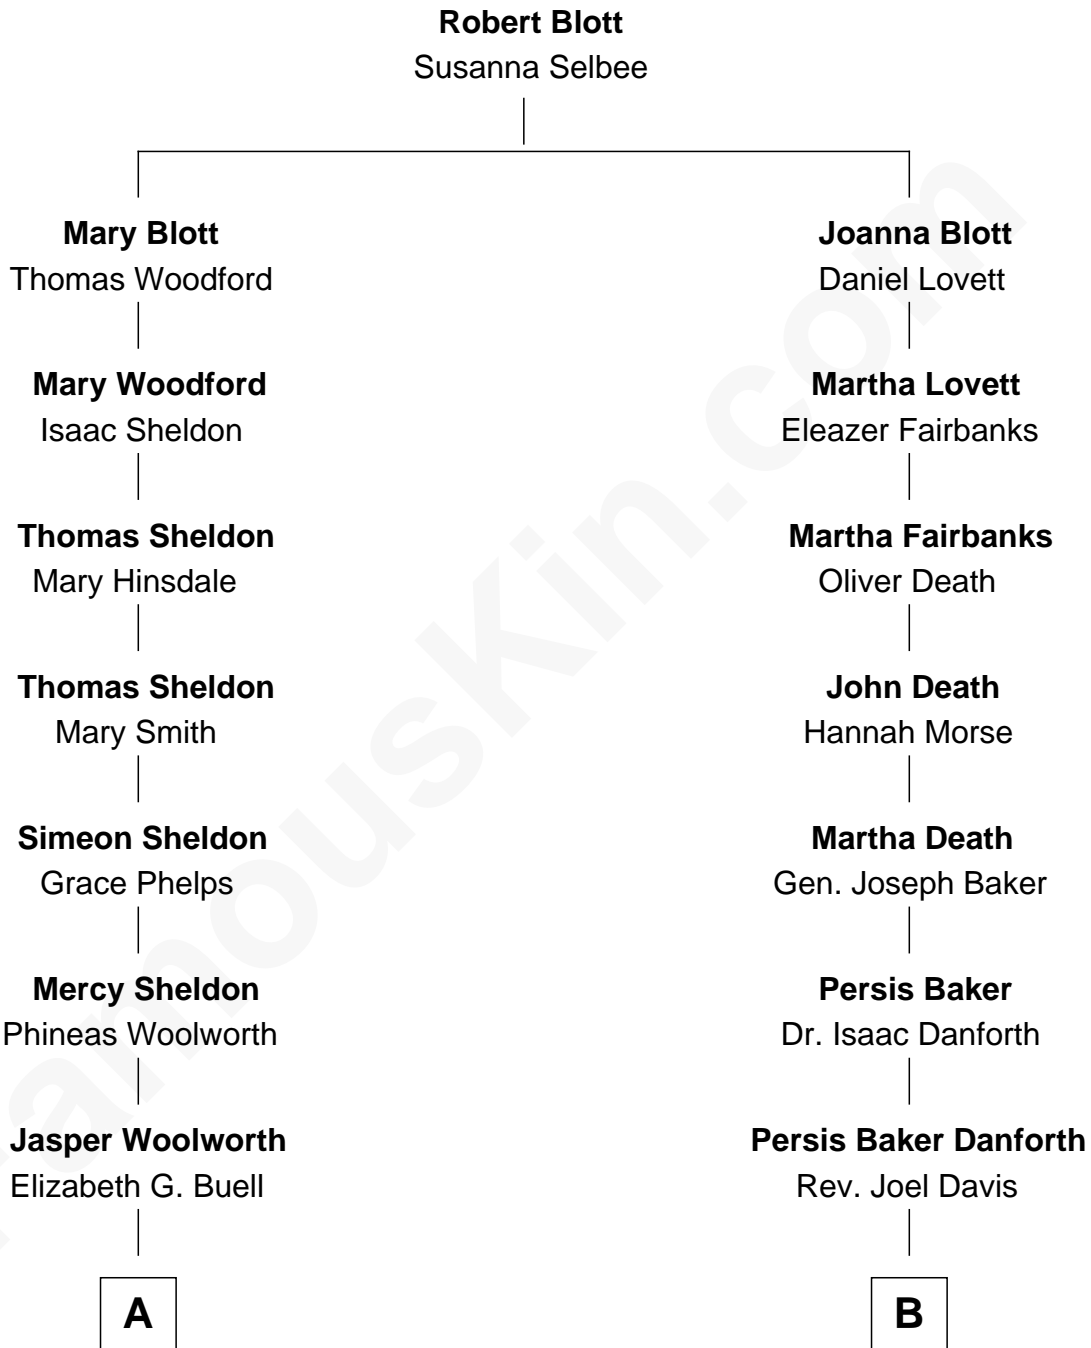 Robert Blott
Susanna Selbee
Mary Blott
Thomas Woodford
Joanna Blott
Daniel Lovett
Mary Woodford
Isaac Sheldon
Martha Lovett
Eleazer Fairbanks
Thomas Sheldon
Mary Hinsdale
Martha Fairbanks
Oliver Death
Thomas Sheldon
Mary Smith
John Death
Hannah Morse
Simeon Sheldon
Grace Phelps
Martha Death
Gen. Joseph Baker
Mercy Sheldon
Phineas Woolworth
Persis Baker
Dr. Isaac Danforth
Jasper Woolworth
Elizabeth G. Buell
Persis Baker Danforth
Rev. Joel Davis
A
B
FamousKin.com